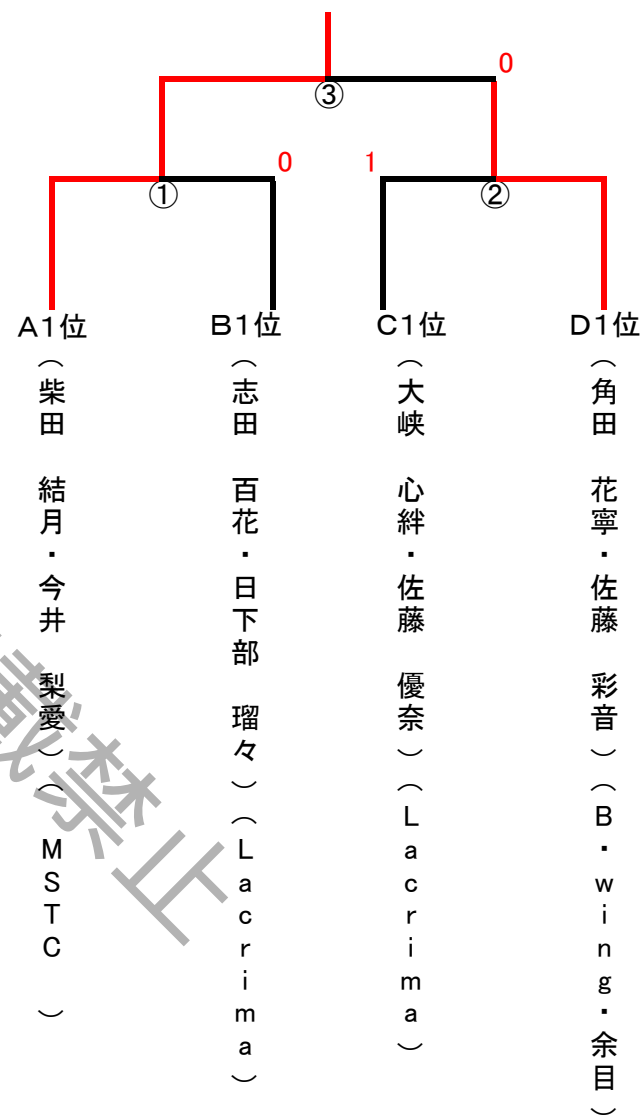 0
③
0
1
①
②
A1位
B1位
C1位
D1位
（柴田　結月・今井　梨愛）（　MSTC　）
（志田　百花・日下部　瑠々）（Lacrima）
（大峡　心絆・佐藤　優奈）（Lacrima）
（角田　花寧・佐藤　彩音）（B・wing・余目）
載禁止